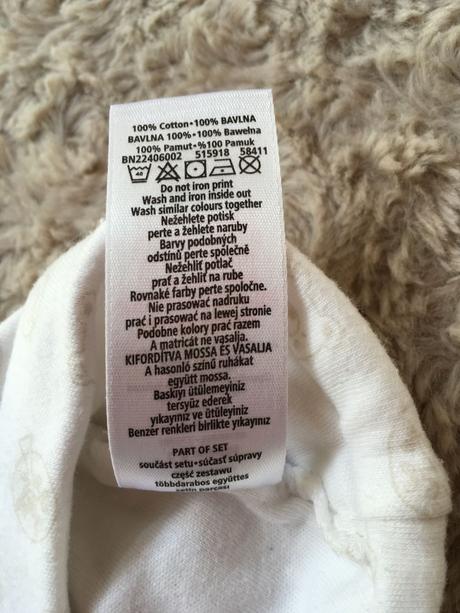 100% Cotton•100% BAVLNA
BAVLNA 100%•100% Bawełna
100% Pamut•%100 Pamuk
BN22406002 515918 58411
40
Do not iron print
Wash and iron inside out
Wash similar colours together
Nežehlete potisk
perte a žehlete naruby
Barvy podobných
odstínů perte společně
Nežehliť potlač
prať a žehliť na rube
Rovnaké farby perte spoločne.
Nie prasować nadruku
prać i prasować na lewej stronie
Podobne kolory prać razem
A matricát ne vasalja.
KIFORDÍTVA MOSSA ÉS VASALJA
A hasonló színű ruhákat
együtt mossa.
Baskıyı ütülemeyiniz
tersyüz ederek
yıkayınız ve ütüleyiniz
Benzer renkleri birlikte yıkayınız
PART OF SET
součást setu•súčasť súpravy
część zestawu
többdarabos együttes
setin parçası